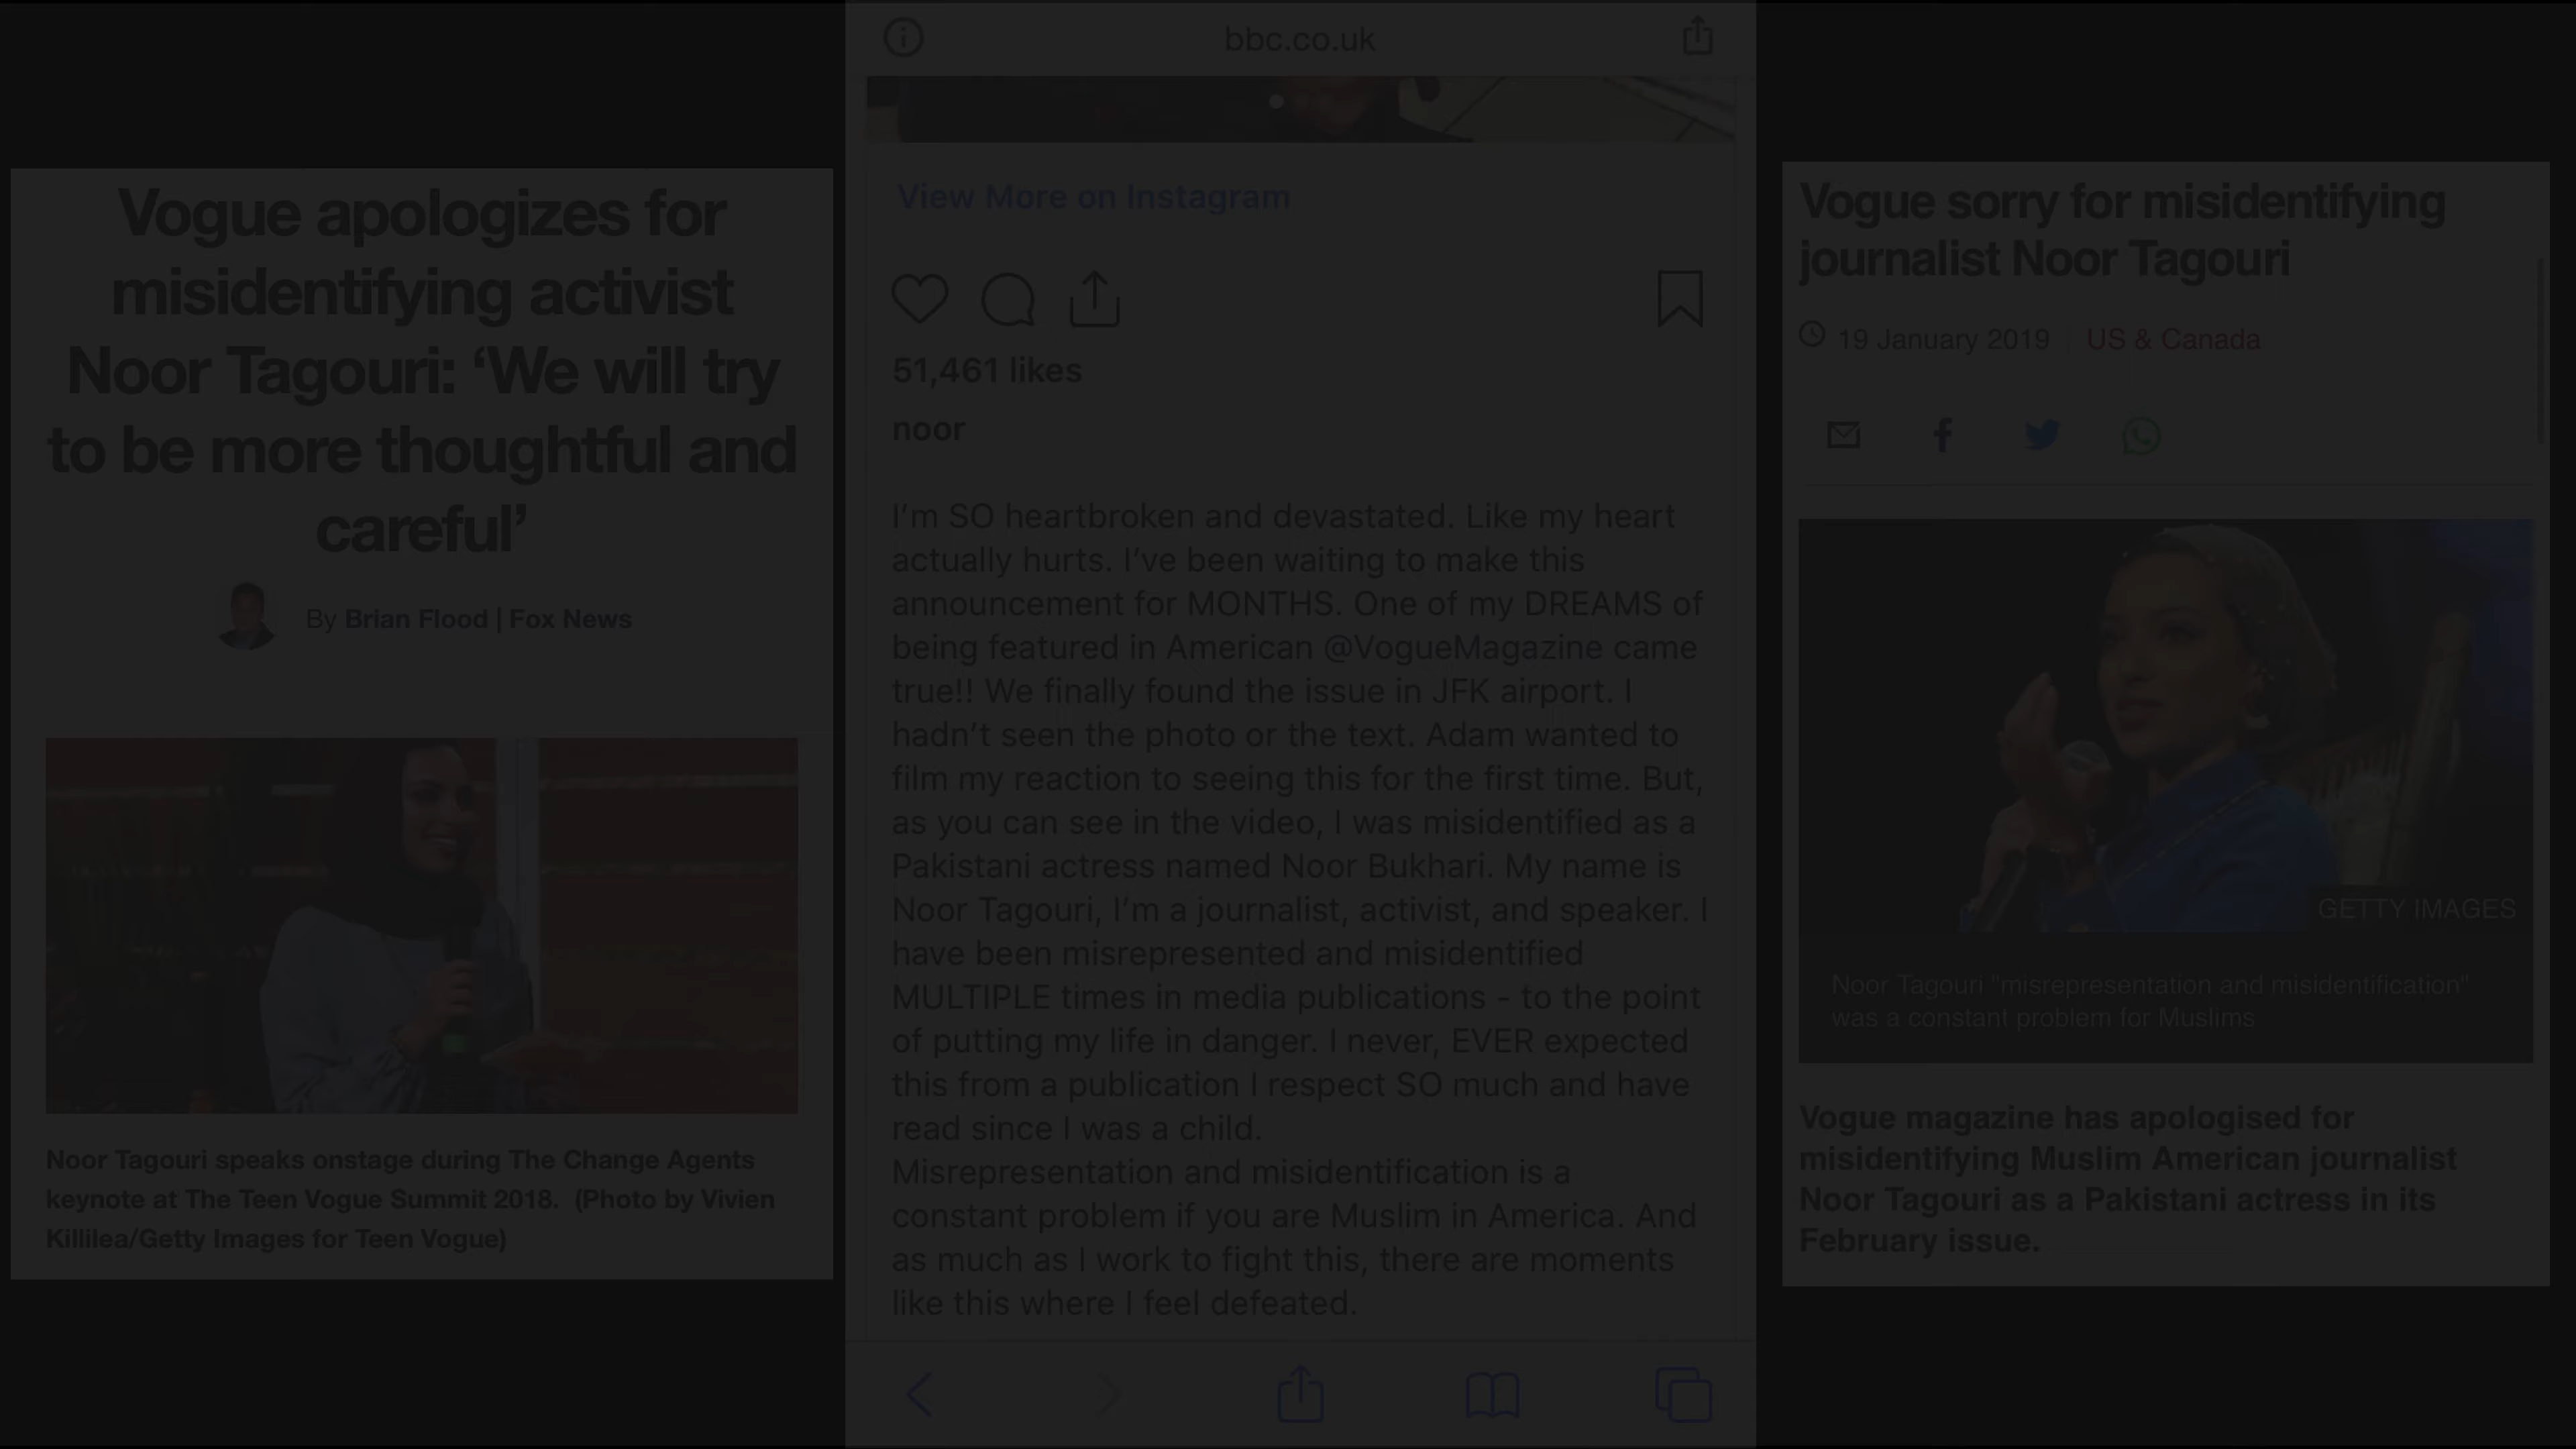 Vogue apologizes for
misidentifying activist
Noor Tagouri: ‘We will try
to be more thoughtful and
careful’
By Brian Flood | Fox News
Noor Tagouri speaks onstage during The Change Agents
keynote at The Teen Vogue Summit 2018. (Photo by Vivien
Killilea/Getty Images for Teen Vogue)
bbc.co.uk
View More on Instagram
51,461 likes
noor
I’m SO heartbroken and devastated. Like my heart
actually hurts. I’ve been waiting to make this
announcement for MONTHS. One of my DREAMS of
being featured in American @VogueMagazine came
true!! We finally found the issue in JFK airport. I
hadn’t seen the photo or the text. Adam wanted to
film my reaction to seeing this for the first time. But,
as you can see in the video, I was misidentified as a
Pakistani actress named Noor Bukhari. My name is
Noor Tagouri, I’m a journalist, activist, and speaker. I
have been misrepresented and misidentified
MULTIPLE times in media publications - to the point
of putting my life in danger. I never, EVER expected
this from a publication I respect SO much and have
read since I was a child.
Misrepresentation and misidentification is a
constant problem if you are Muslim in America. And
as much as I work to fight this, there are moments
like this where I feel defeated.
Vogue sorry for misidentifying
journalist Noor Tagouri
19 January 2019 | US & Canada
GETTY IMAGES
Noor Tagouri "misrepresentation and misidentification"
was a constant problem for Muslims
Vogue magazine has apologised for
misidentifying Muslim American journalist
Noor Tagouri as a Pakistani actress in its
February issue.